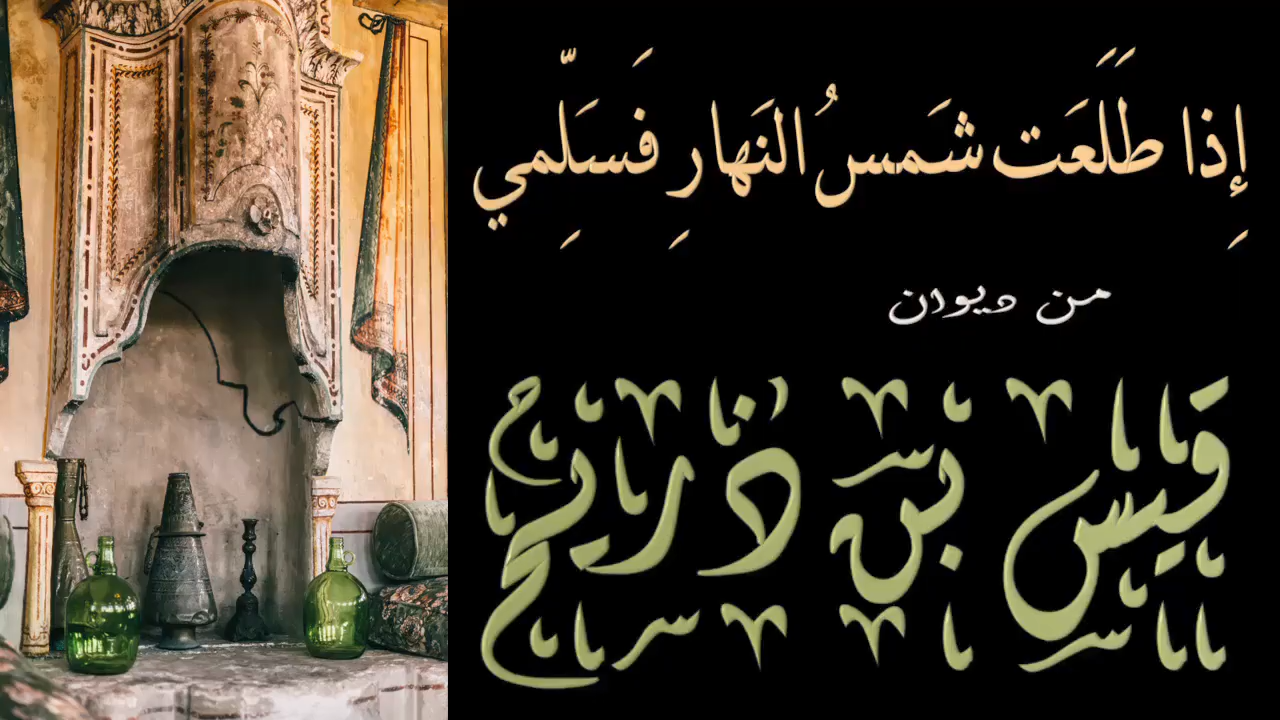 إِذا طَلَعَت شَمسُ النَهارِ فَسَلِّمي
من ديوان
قيس بن ذريح